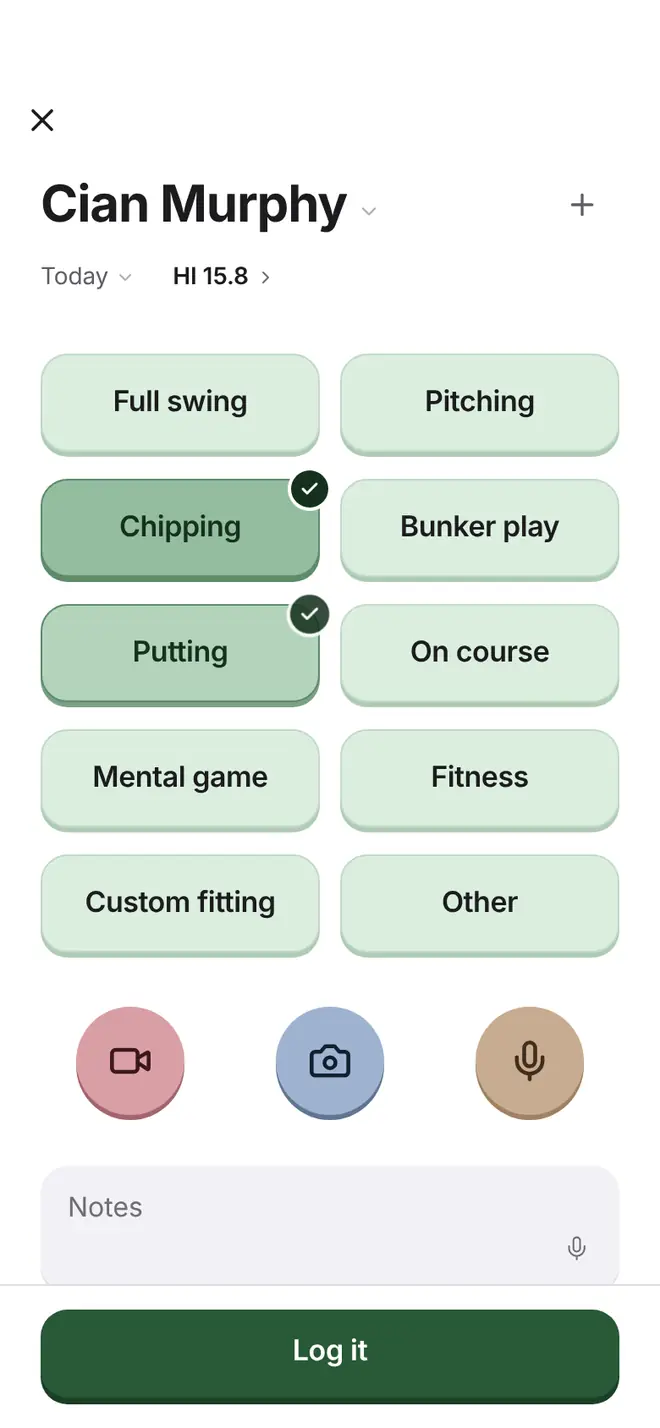 Cian Murphy
Today HI 15.8
Full swing Pitching
Chipping Bunker play
Putting On course
Mental game Fitness
Custom fitting Other
Notes
Log it